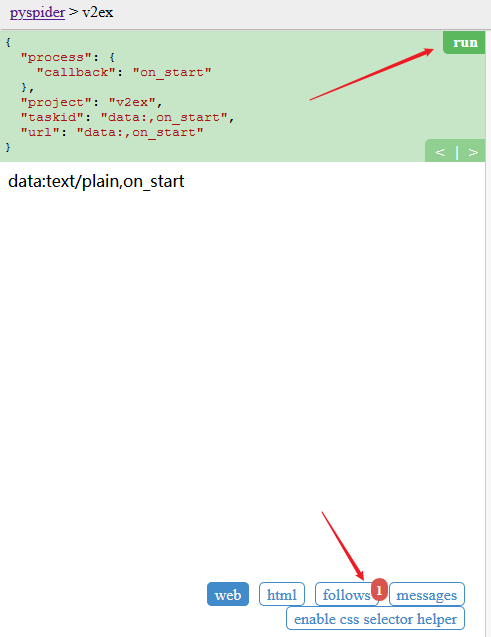 pyspider > v2ex
{
  "process": {
    "callback": "on_start"
  },
  "project": "v2ex",
  "taskid": "data:,on_start",
  "url": "data:,on_start"
}
run
< | >
data:text/plain,on_start
web html follows 1 messages
enable css selector helper